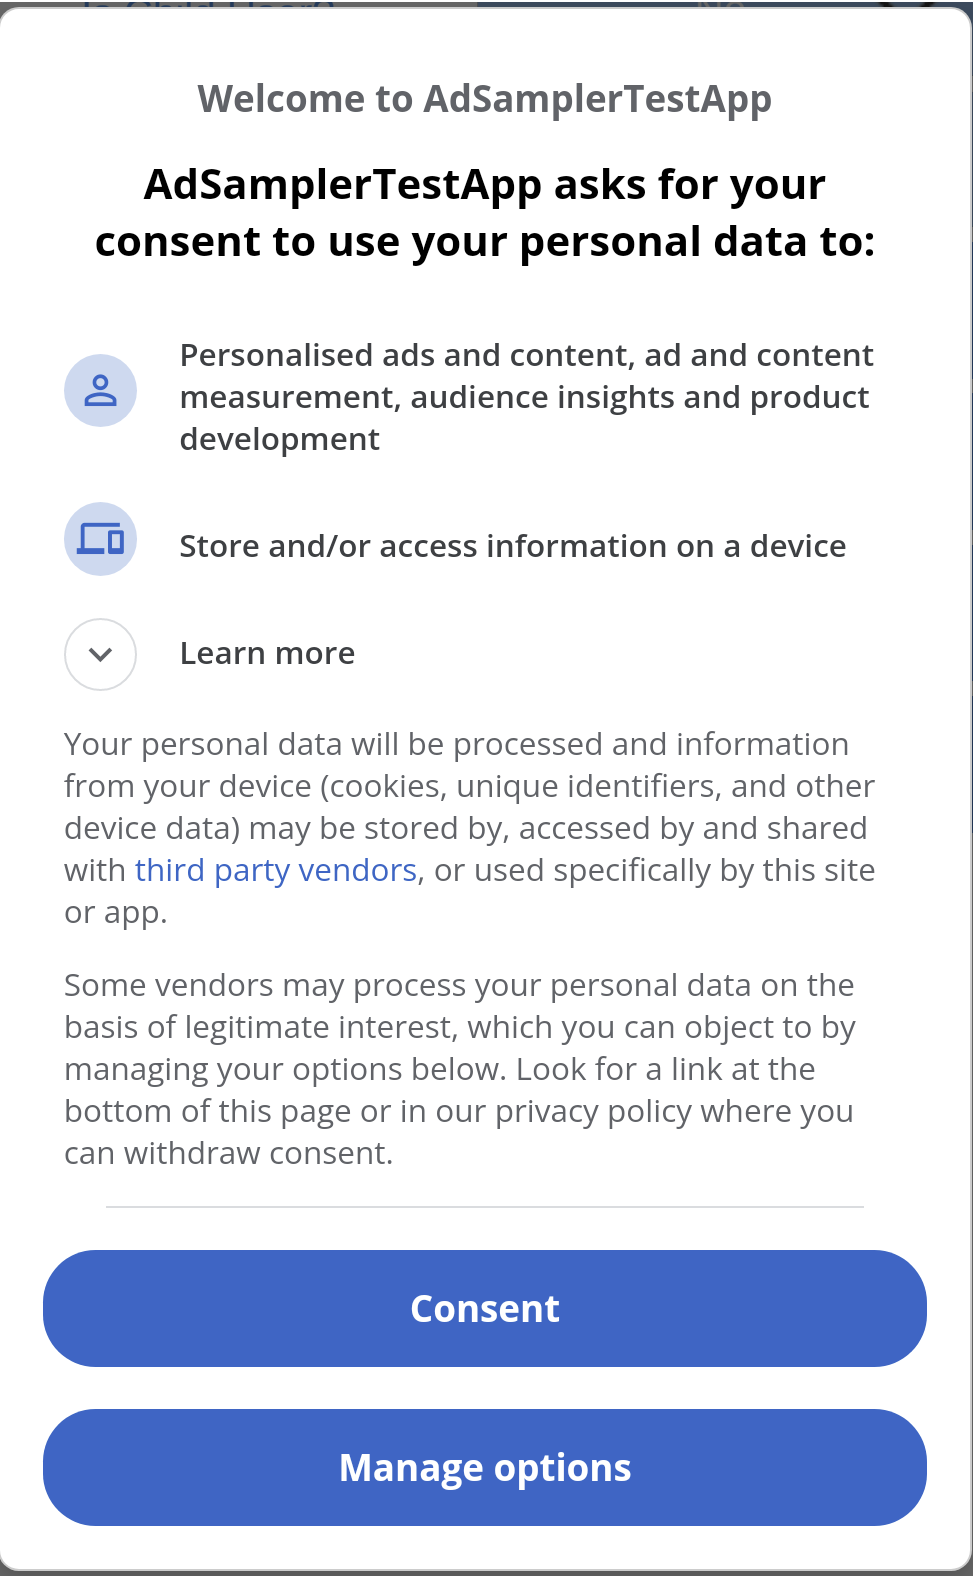 Welcome to AdSamplerTestApp
AdSamplerTestApp asks for your
consent to use your personal data to:
Personalised ads and content, ad and content
measurement, audience insights and product
development
Store and/or access information on a device
Learn more
Your personal data will be processed and information
from your device (cookies, unique identifiers, and other
device data) may be stored by, accessed by and shared
with third party vendors, or used specifically by this site
or app.
Some vendors may process your personal data on the
basis of legitimate interest, which you can object to by
managing your options below. Look for a link at the
bottom of this page or in our privacy policy where you
can withdraw consent.
Consent
Manage options